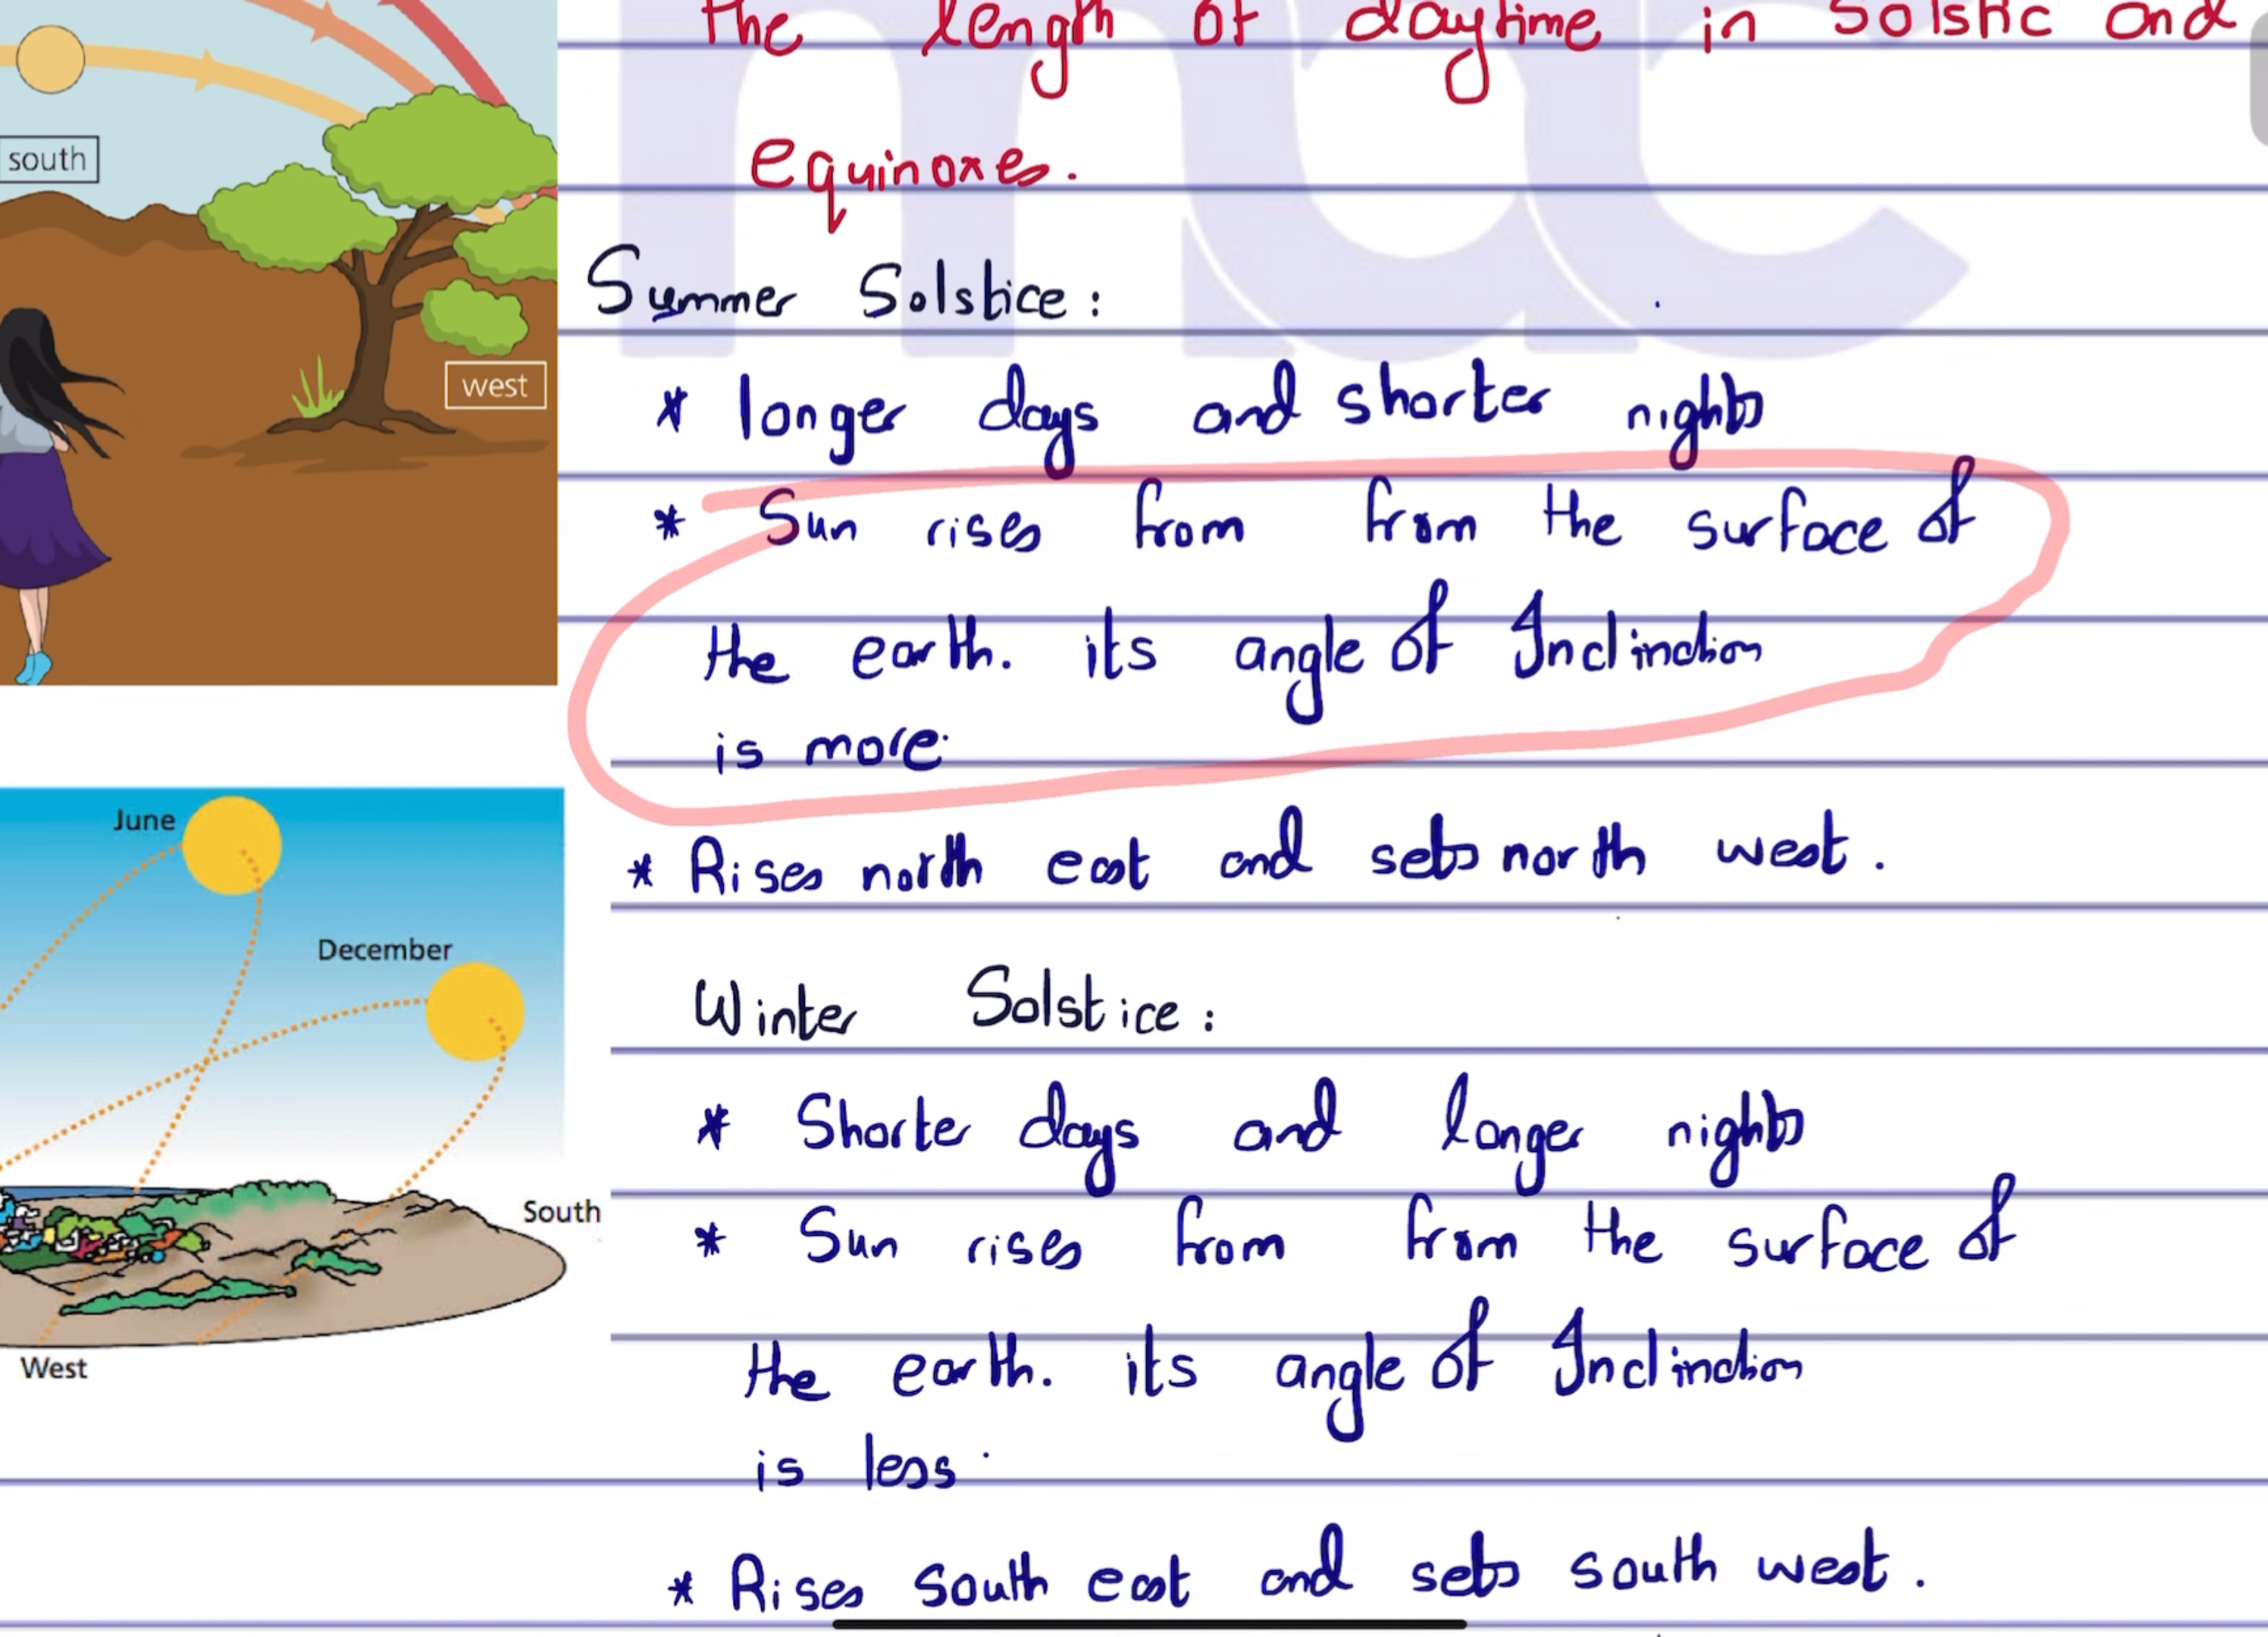 the length of daytime in Solstic and
equinoxes.
south
west
Summer Solstice :
* longer days and shorter nights
* Sun rises from from the surface of
the earth. its angle of Inclination
is more.
* Rises north east and sets north west.
June
December
South
West
Winter Solstice :
* Shorter days and longer nights
* Sun rises from from the surface of
the earth. its angle of Inclination
is less.
* Rises south east and sets south west.